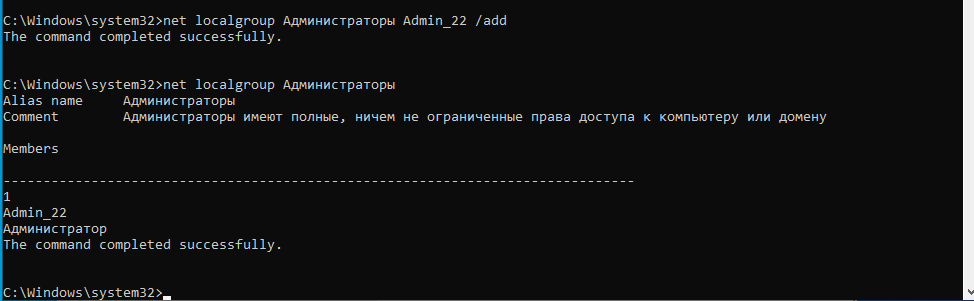 C:\Windows\system32>net localgroup Администраторы Admin_22 /add
The command completed successfully.
C:\Windows\system32>net localgroup Администраторы
Alias name     Администраторы
Comment        Администраторы имеют полные, ничем не ограниченные права доступа к компьютеру или домену
Members
-------------------------------------------------------------------------------
1
Admin_22
Администратор
The command completed successfully.
C:\Windows\system32>